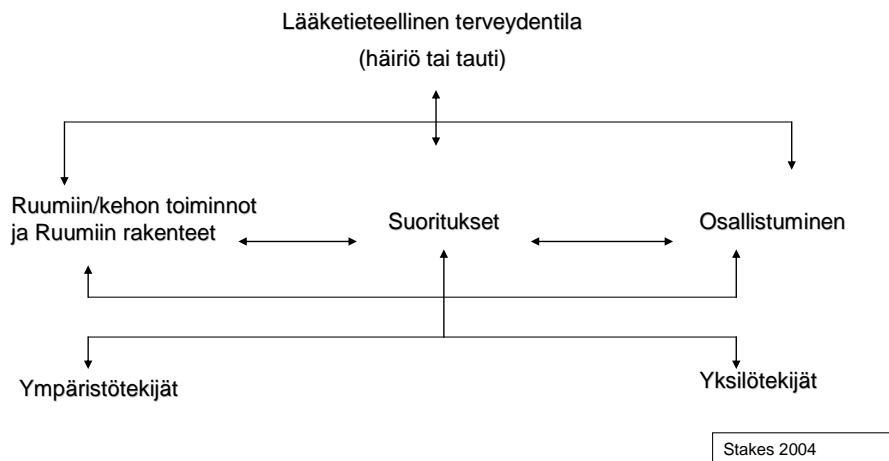 Lääketieteellinen terveydentila
(häiriö tai tauti)
Ruumiin/kehon toiminnot
ja Ruumiin rakenteet
Suoritukset
Osallistuminen
Ympäristötekijät
Yksilötekijät
Stakes 2004